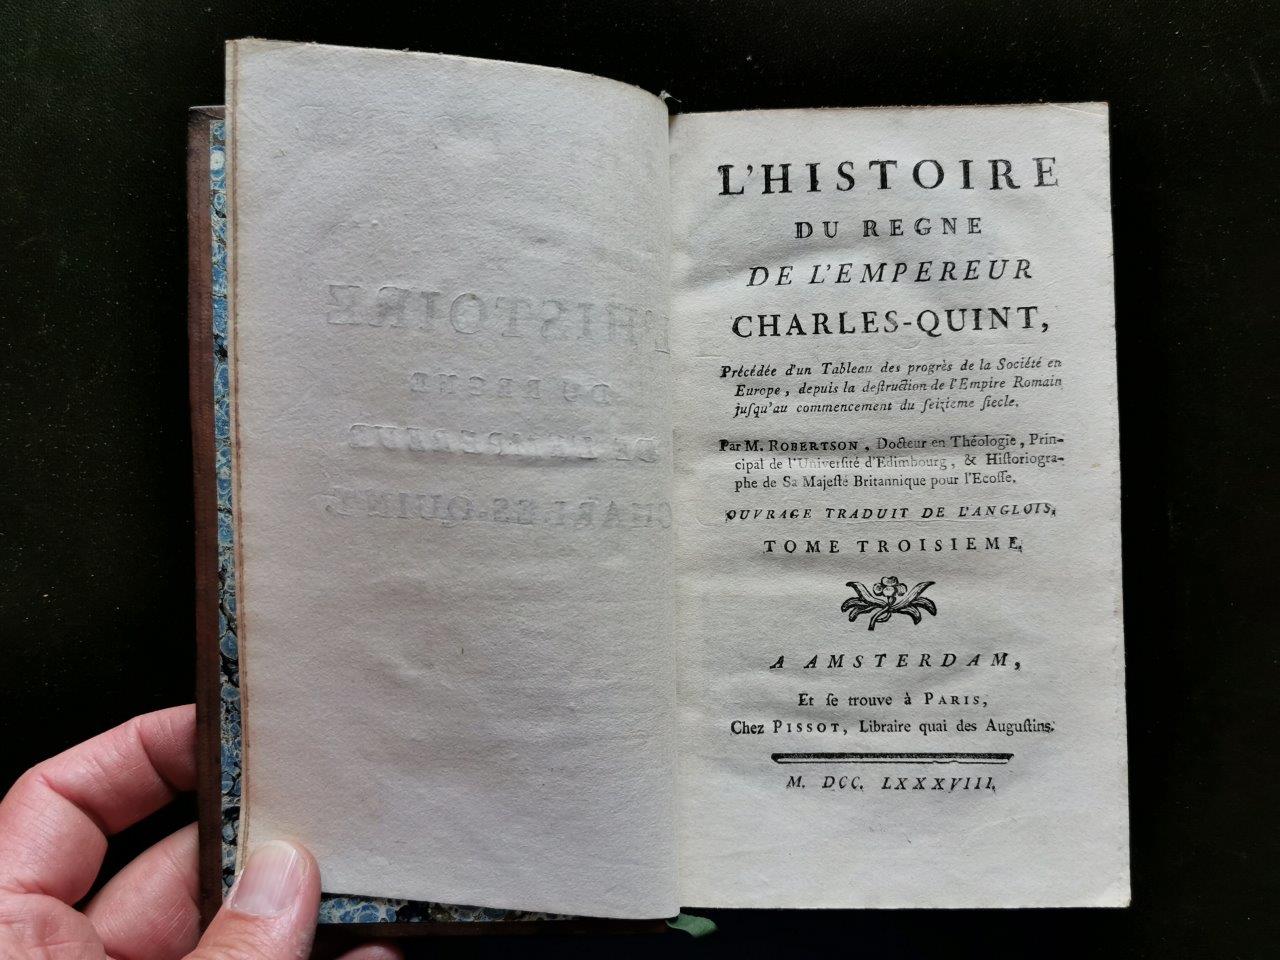 L'HISTOIRE
DU REGNE
DE L'EMPEREUR
CHARLES-QUINT,
Précédée d'un Tableau des progrès de la Société en
Europe, depuis la deſtruction de l'Empire Romain
juſqu'au commencement du ſeizieme ſiecle.
Par M. ROBERTSON, Docteur en Théologie, Prin-
cipal de l'Univerſité d'Edimbourg, & Hiſtoriogra-
phe de Sa Majeſté Britannique pour l'Ecoſſe.
OUVRAGE TRADUIT DE L'ANGLOIS.
TOME TROISIEME.
A AMSTERDAM,
Et ſe trouve à PARIS,
Chez PISSOT, Libraire quai des Auguſtins.
M. DCC. LXXXVIII.